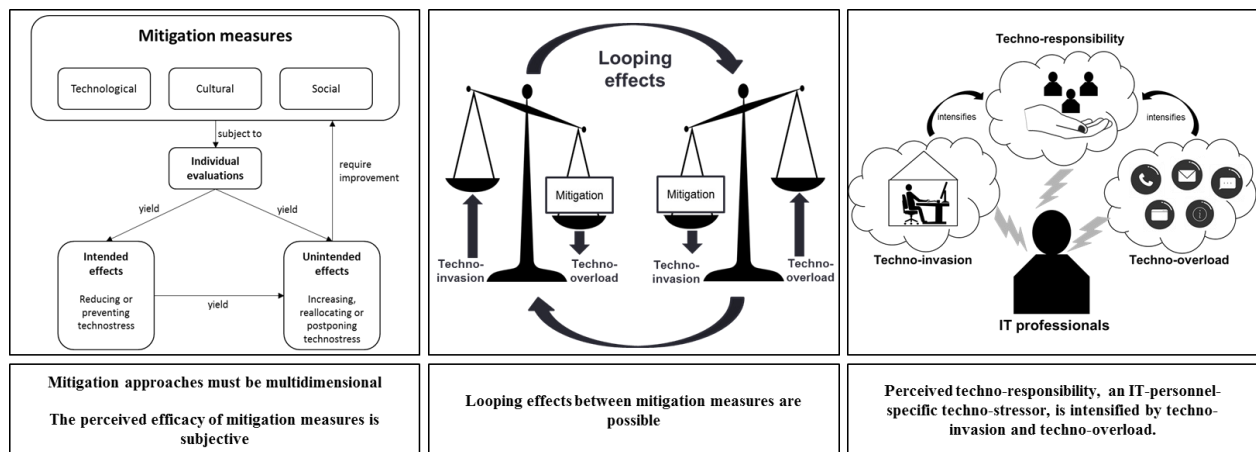 Mitigation measures
Technological
Cultural
Social
subject to
Individual
evaluations
require
improvement
yield
yield
Intended
effects
Reducing or
preventing
technostress
yield
Unintended
effects
Increasing,
reallocating or
postponing
technostress
Mitigation approaches must be multidimensional
The perceived efficacy of mitigation measures is
subjective
Looping
effects
Mitigation
Mitigation
Techno-
invasion
Techno-
overload
Techno-
invasion
Techno-
overload
Looping effects between mitigation measures are
possible
Techno-responsibility
intensifies
intensifies
Techno-invasion
Techno-overload
IT professionals
Perceived techno-responsibility, an IT-personnel-
specific techno-stressor, is intensified by techno-
invasion and techno-overload.